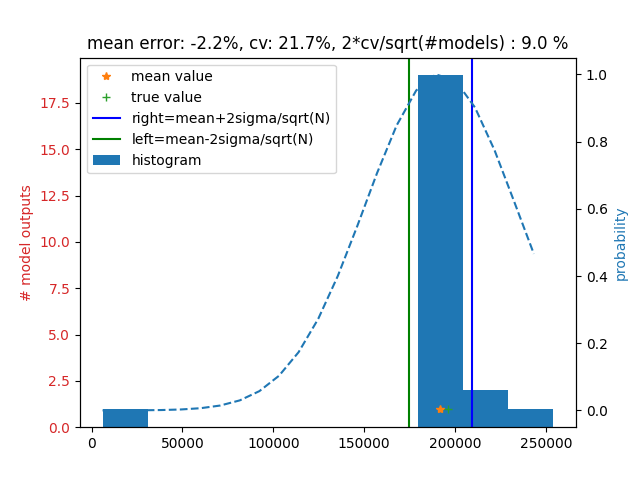 mean error: -2.2%, cv: 21.7%, 2*cv/sqrt(#models) : 9.0 %
mean value
true value
right=mean+2sigma/sqrt(N)
left=mean-2sigma/sqrt(N)
histogram
# model outputs
17.5
15.0
12.5
10.0
7.5
5.0
2.5
0.0
1.0
0.8
0.6
0.4
0.2
0.0
probability
0 50000 100000 150000 200000 250000